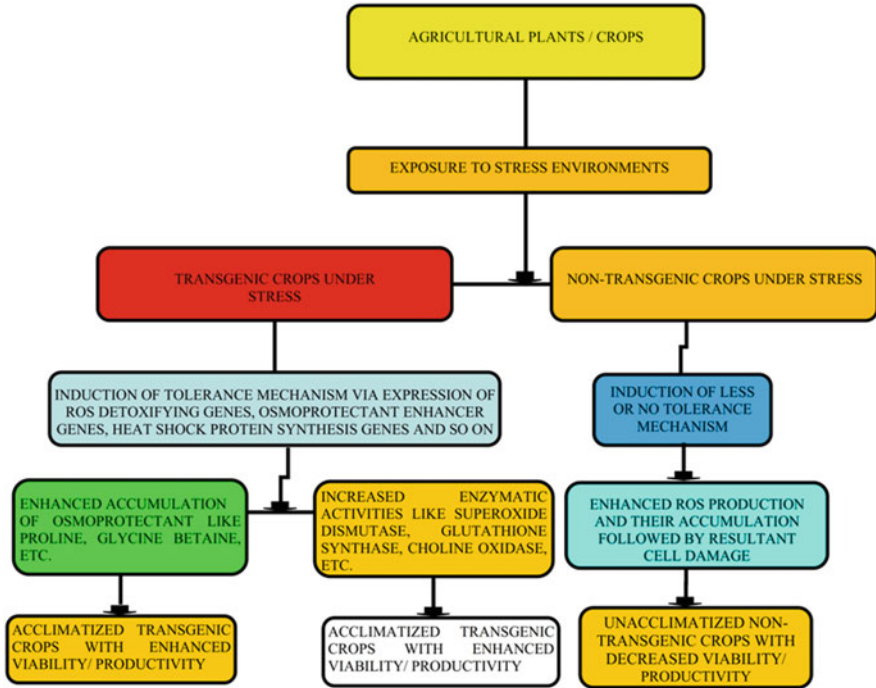 AGRICULTURAL PLANTS / CROPS
EXPOSURE TO STRESS ENVIRONMENTS
TRANSGENIC CROPS UNDER
STRESS
NON-TRANSGENIC CROPS UNDER STRESS
INDUCTION OF TOLERANCE MECHANISM VIA EXPRESSION OF
ROS DETOXIFYING GENES, OSMOPROTECTANT ENHANCER
GENES, HEAT SHOCK PROTEIN SYNTHESIS GENES AND SO ON
INDUCTION OF LESS
OR NO TOLERANCE
MECHANISM
ENHANCED ACCUMULATION
OF OSMOPROTECTANT LIKE
PROLINE, GLYCINE BETAINE,
ETC.
INCREASED ENZYMATIC
ACTIVITIES LIKE SUPEROXIDE
DISMUTASE, GLUTATHIONE
SYNTHASE, CHOLINE OXIDASE,
ETC.
ENHANCED ROS PRODUCTION
AND THEIR ACCUMULATION
FOLLOWED BY RESULTANT
CELL DAMAGE
ACCLIMATIZED TRANSGENIC
CROPS WITH ENHANCED
VIABILITY/ PRODUCTIVITY
ACCLIMATIZED TRANSGENIC
CROPS WITH ENHANCED
VIABILITY/ PRODUCTIVITY
UNACCLIMATIZED NON-
TRANSGENIC CROPS WITH
DECREASED VIABILITY/
PRODUCTIVITY